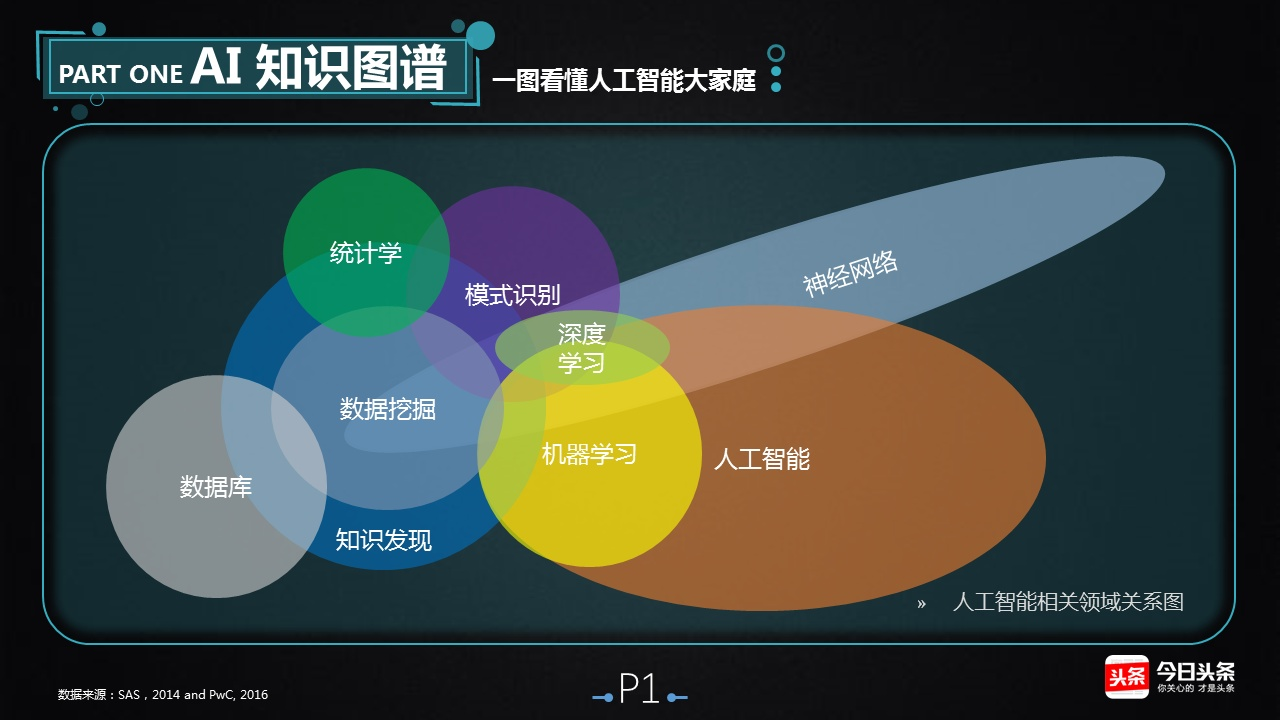 PART ONE AI 知识图谱
一图看懂人工智能大家庭
统计学
模式识别
神经网络
深度
学习
数据挖掘
机器学习
人工智能
数据库
知识发现
» 人工智能相关领域关系图
数据来源：SAS，2014 and PwC, 2016
P1
头条
今日头条
你关心的 才是头条